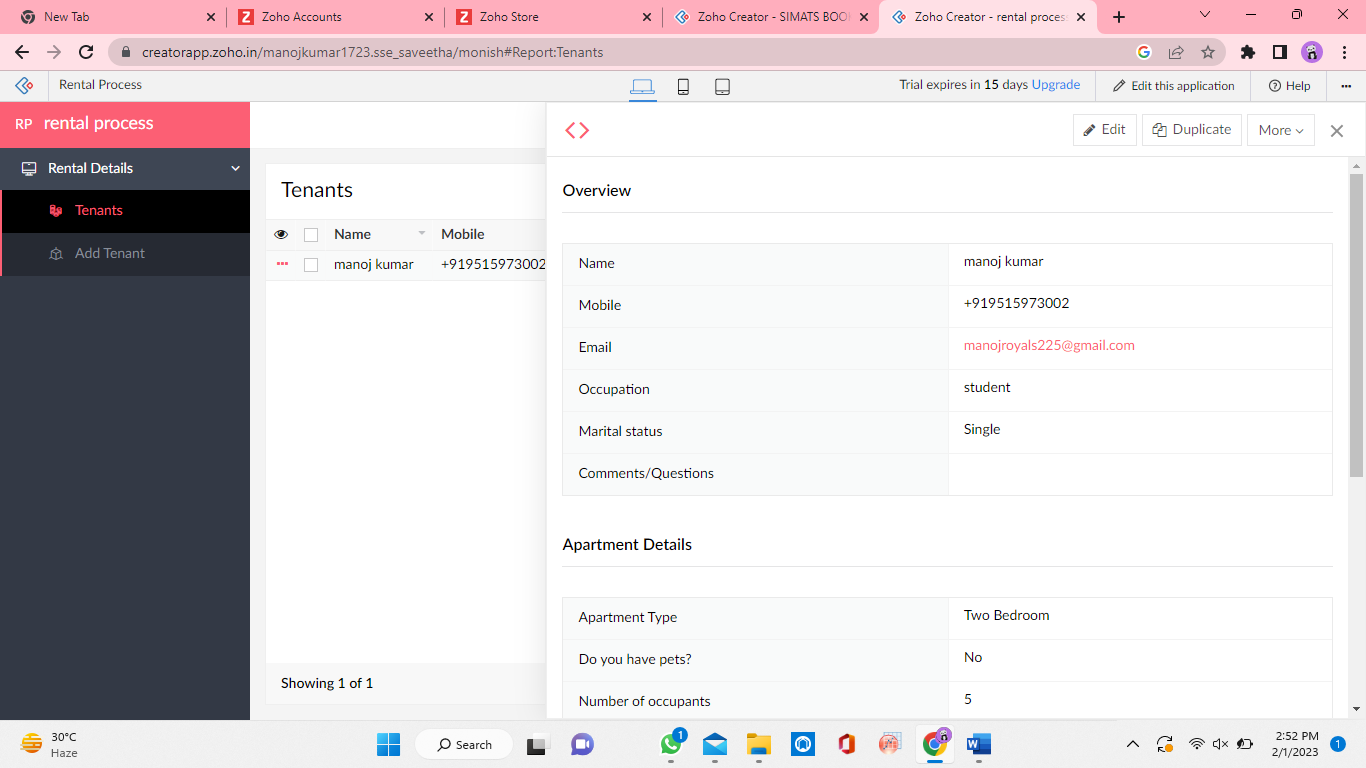 New Tab
Zoho Accounts
Zoho Store
Zoho Creator - SIMATS BOO
Zoho Creator - rental proces
creatorapp.zoho.in/manojkumar1723.sse_saveetha/monish#Report:Tenants
Rental Process
Trial expires in 15 days Upgrade
Edit this application
Help
RP rental process
Edit
Duplicate
More
Rental Details
Tenants
Add Tenant
Tenants
Name Mobile
manoj kumar +919515973002
Showing 1 of 1
Overview
Name manoj kumar
Mobile +919515973002
Email manojroyals225@gmail.com
Occupation student
Marital status Single
Comments/Questions
Apartment Details
Apartment Type Two Bedroom
Do you have pets? No
Number of occupants 5
30°C
Haze
Search
1
2:52 PM
2/1/2023
1